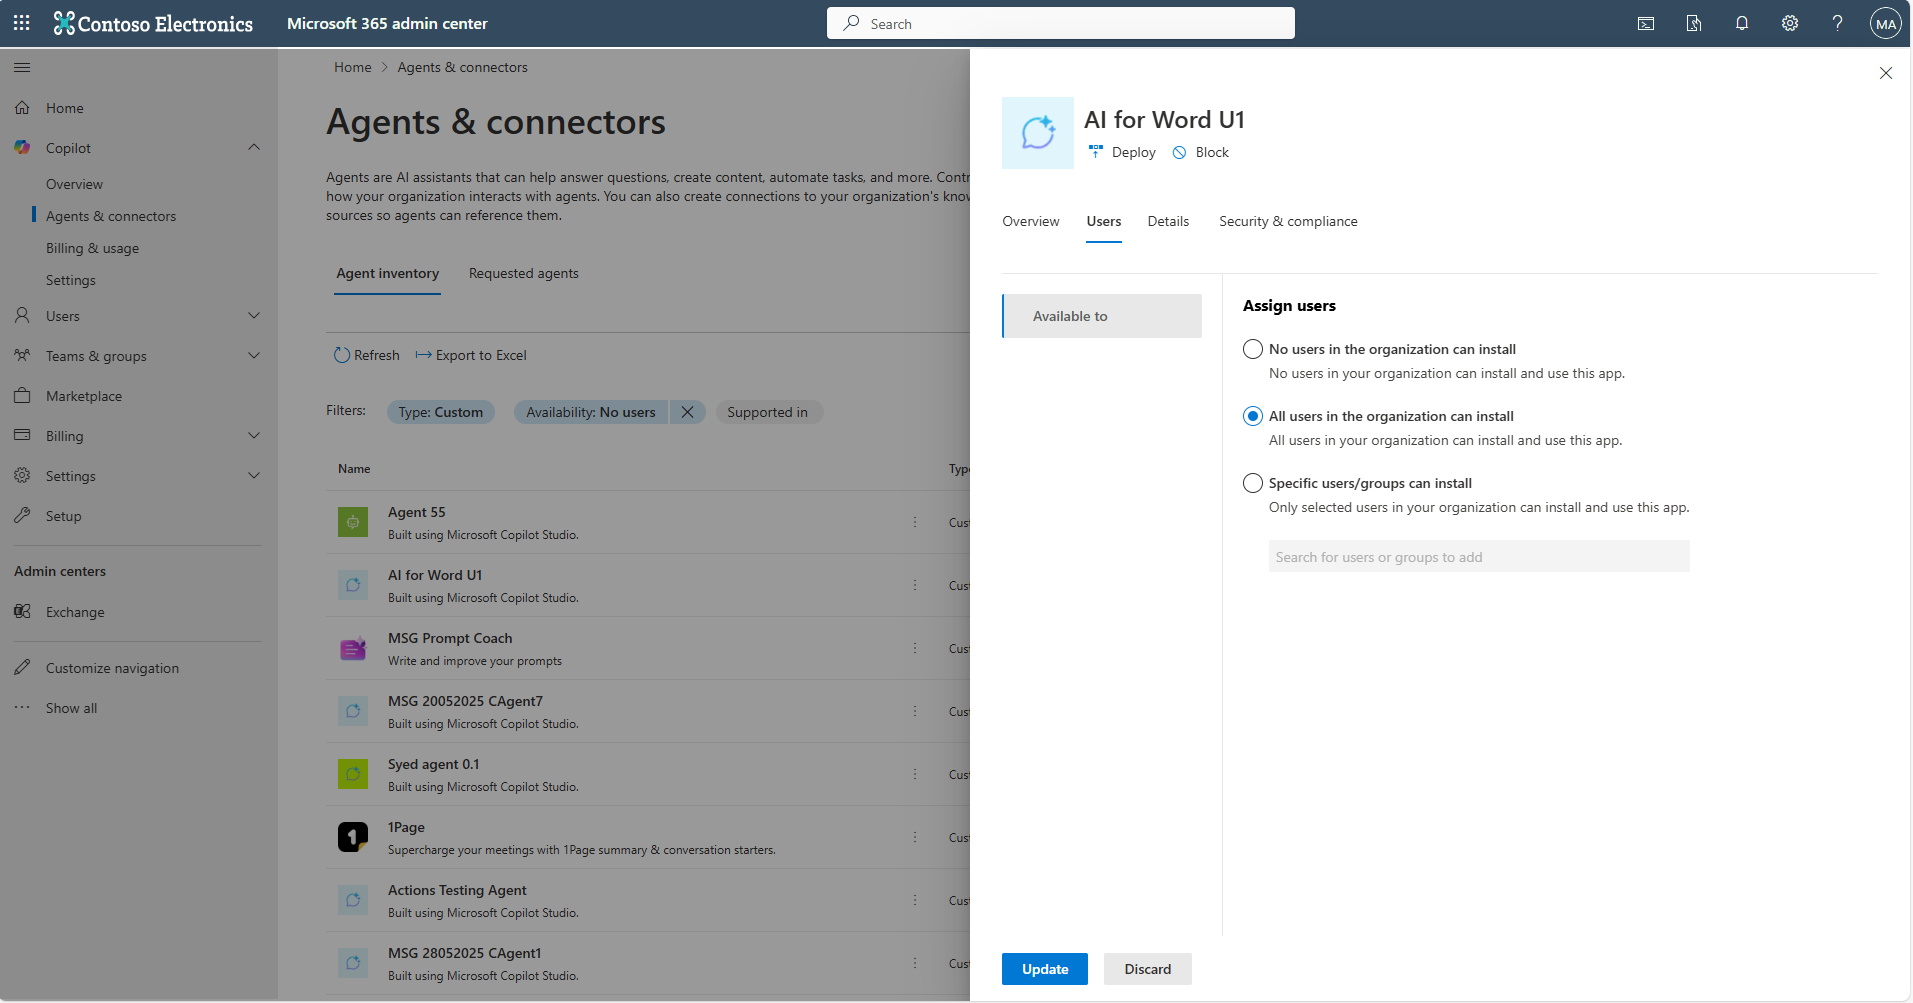 Contoso Electronics
Microsoft 365 admin center
Search
MA
Home
Copilot
Overview
Agents & connectors
Billing & usage
Settings
Users
Teams & groups
Marketplace
Billing
Settings
Setup
Admin centers
Exchange
Customize navigation
Show all
Home > Agents & connectors
Agents & connectors
Agents are AI assistants that can help answer questions, create content, automate tasks, and more. Contr
how your organization interacts with agents. You can also create connections to your organization's know
sources so agents can reference them.
Agent inventory
Requested agents
Refresh
Export to Excel
Filters:
Type: Custom
Availability: No users
Supported in
Name
Type
Agent 55
Built using Microsoft Copilot Studio.
Cust
AI for Word U1
Built using Microsoft Copilot Studio.
Cust
MSG Prompt Coach
Write and improve your prompts
Cust
MSG 20052025 CAgent7
Built using Microsoft Copilot Studio.
Cust
Syed agent 0.1
Built using Microsoft Copilot Studio.
Cust
1Page
Supercharge your meetings with 1Page summary & conversation starters.
Cust
Actions Testing Agent
Built using Microsoft Copilot Studio.
Cust
MSG 28052025 CAgent1
Built using Microsoft Copilot Studio.
Cust
AI for Word U1
Deploy
Block
Overview
Users
Details
Security & compliance
Available to
Assign users
No users in the organization can install
No users in your organization can install and use this app.
All users in the organization can install
All users in your organization can install and use this app.
Specific users/groups can install
Only selected users in your organization can install and use this app.
Search for users or groups to add
Update
Discard